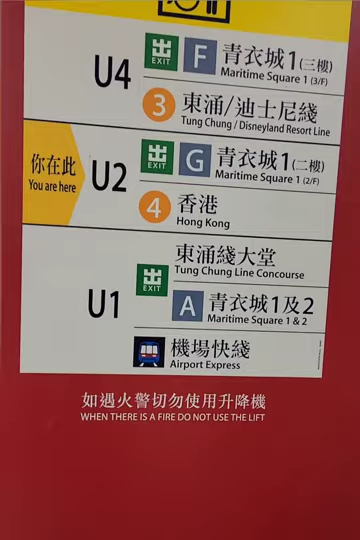 U4
出 EXIT F 青衣城1(三樓)
Maritime Square 1 (3/F)
3 東涌/迪士尼綫
Tung Chung / Disneyland Resort Line
你在此
You are here
U2
出 EXIT G 青衣城1(二樓)
Maritime Square 1 (2/F)
4 香港
Hong Kong
U1
出 EXIT
東涌綫大堂
Tung Chung Line Concourse
A 青衣城1及2
Maritime Square 1 & 2
機場快綫
Airport Express
如遇火警切勿使用升降機
WHEN THERE IS A FIRE DO NOT USE THE LIFT